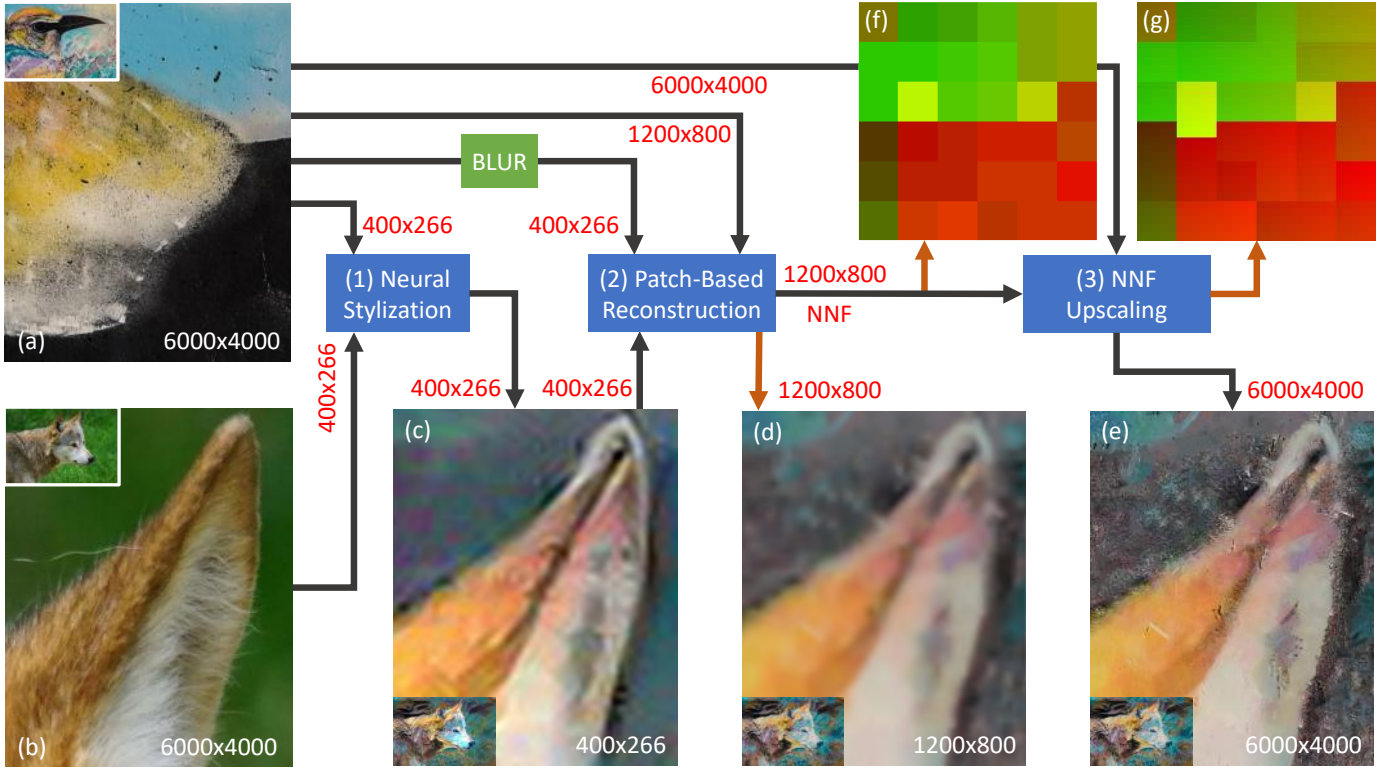 (f)
(g)
6000x4000
1200x800
BLUR
400x266
400x266
(a)
6000x4000
(1) Neural
Stylization
(2) Patch-Based
Reconstruction
1200x800
NNF
(3) NNF
Upscaling
400x266
400x266
400x266
1200x800
6000x4000
(b)
6000x4000
(c)
400x266
(d)
1200x800
(e)
6000x4000